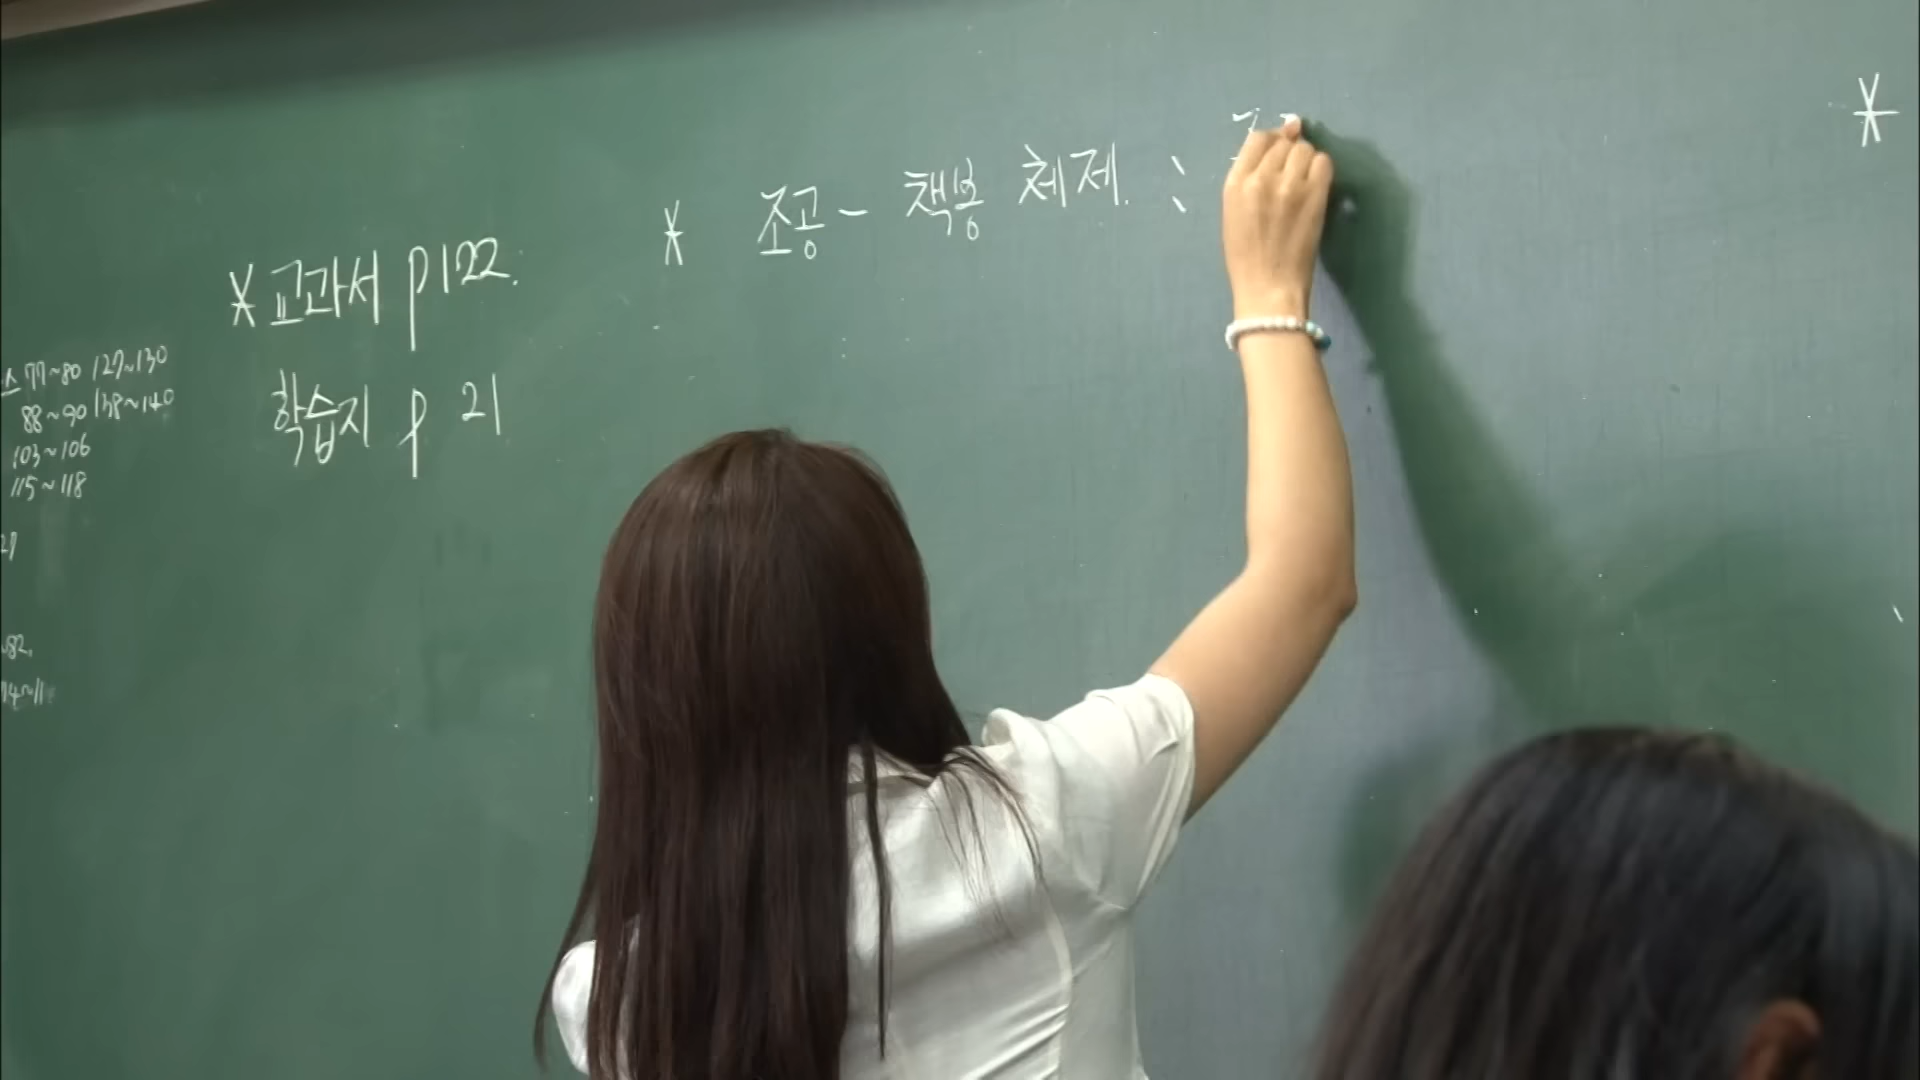 77~80 127~130
88~90 138~140
103~106
115~118
* 교과서 p122.
학습지 p 21
* 조공 - 책봉 체제 :
*